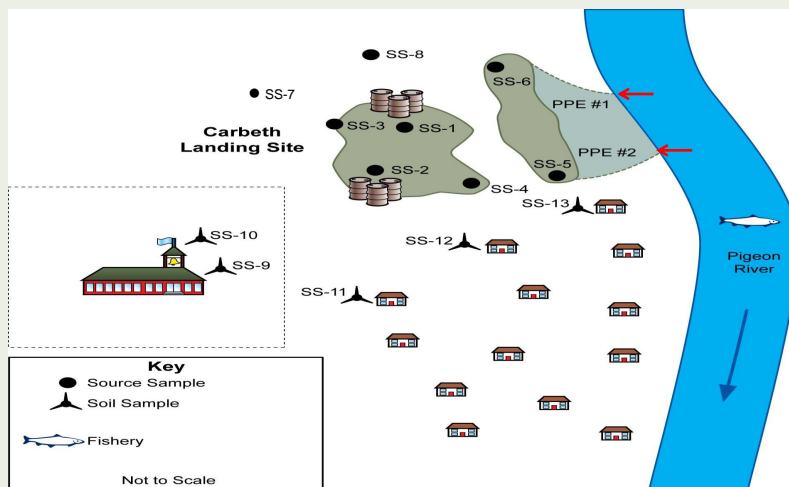 SS-8
SS-6
SS-7
PPE #1
Carbeth
Landing Site
SS-3
SS-1
SS-2
PPE #2
SS-5
SS-4
SS-13
SS-10
SS-12
SS-9
Pigeon
River
SS-11
Key
Source Sample
Soil Sample
Fishery
Not to Scale